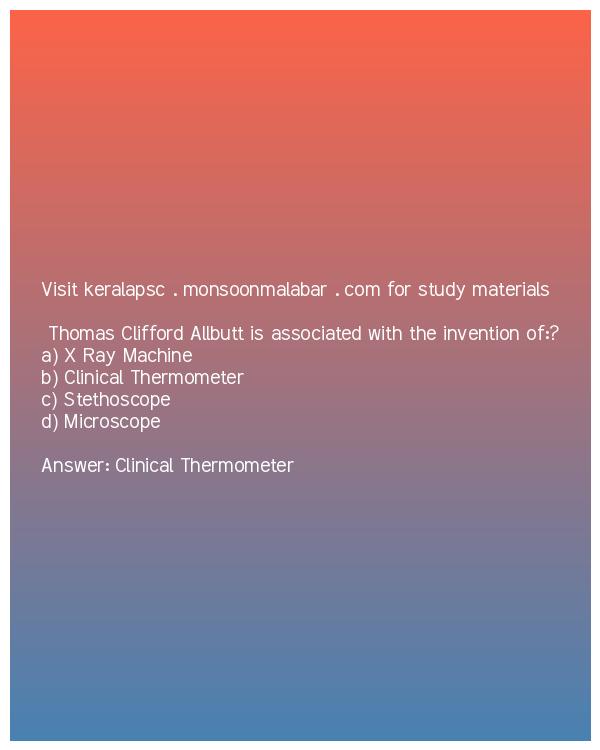 Visit keralapsc . monsoonmalabar . com for study materials
Thomas Clifford Allbutt is associated with the invention of:?
a) X Ray Machine
b) Clinical Thermometer
c) Stethoscope
d) Microscope
Answer: Clinical Thermometer